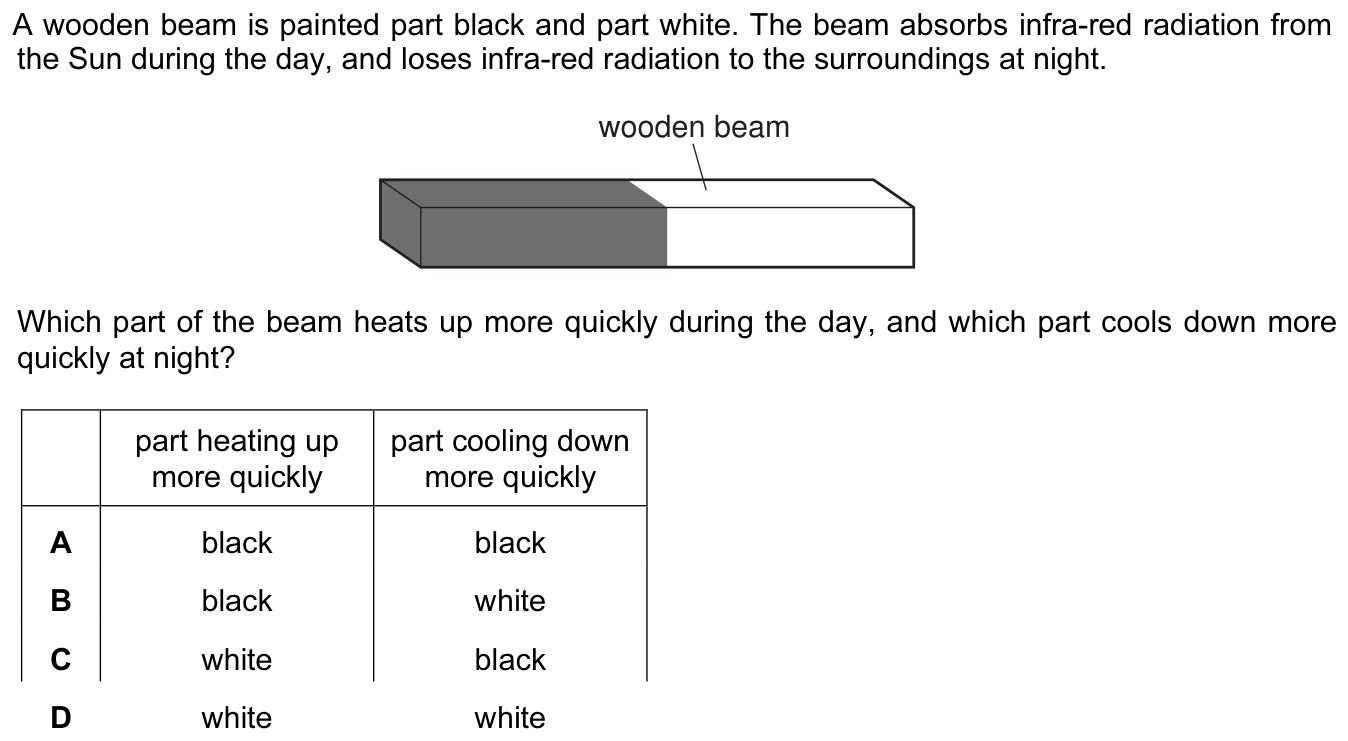 A wooden beam is painted part black and part white. The beam absorbs infra-red radiation from
the Sun during the day, and loses infra-red radiation to the surroundings at night.
wooden beam
Which part of the beam heats up more quickly during the day, and which part cools down more
quickly at night?
part heating up part cooling down
more quickly more quickly
A black black
B black white
C white black
D white white